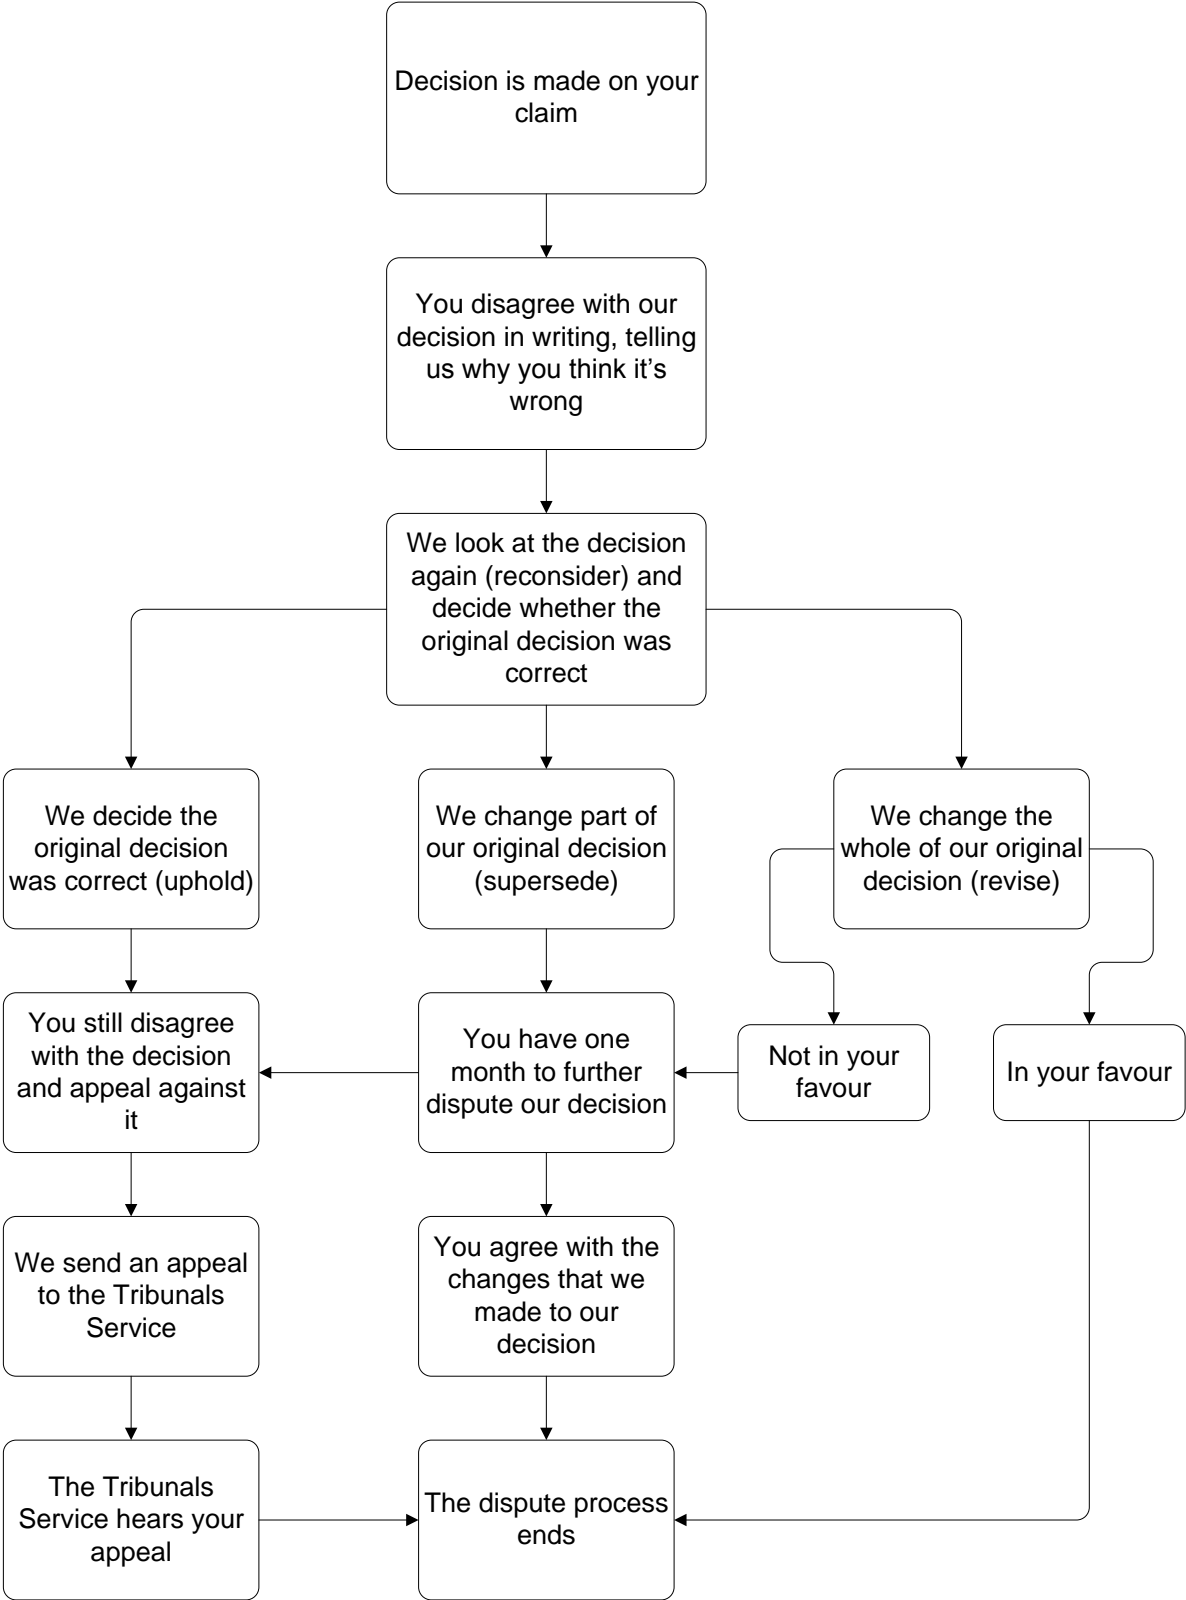 Decision is made on your
claim
You disagree with our
decision in writing, telling
us why you think it’s
wrong
We look at the decision
again (reconsider) and
decide whether the
original decision was
correct
We decide the
original decision
was correct (uphold)
We change part of
our original decision
(supersede)
We change the
whole of our original
decision (revise)
You still disagree
with the decision
and appeal against
it
You have one
month to further
dispute our decision
Not in your
favour
In your favour
We send an appeal
to the Tribunals
Service
You agree with the
changes that we
made to our
decision
The Tribunals
Service hears your
appeal
The dispute process
ends